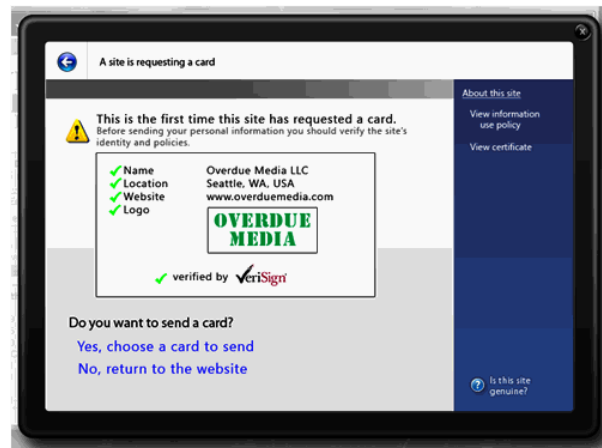 A site is requesting a card
This is the first time this site has requested a card.
Before sending your personal information you should verify the site's
identity and policies.
Name Overdue Media LLC
Location Seattle, WA, USA
Website www.overduemedia.com
Logo
OVERDUE
MEDIA
verified by VeriSign
Do you want to send a card?
Yes, choose a card to send
No, return to the website
About this site
View information
use policy
View certificate
Is this site
genuine?